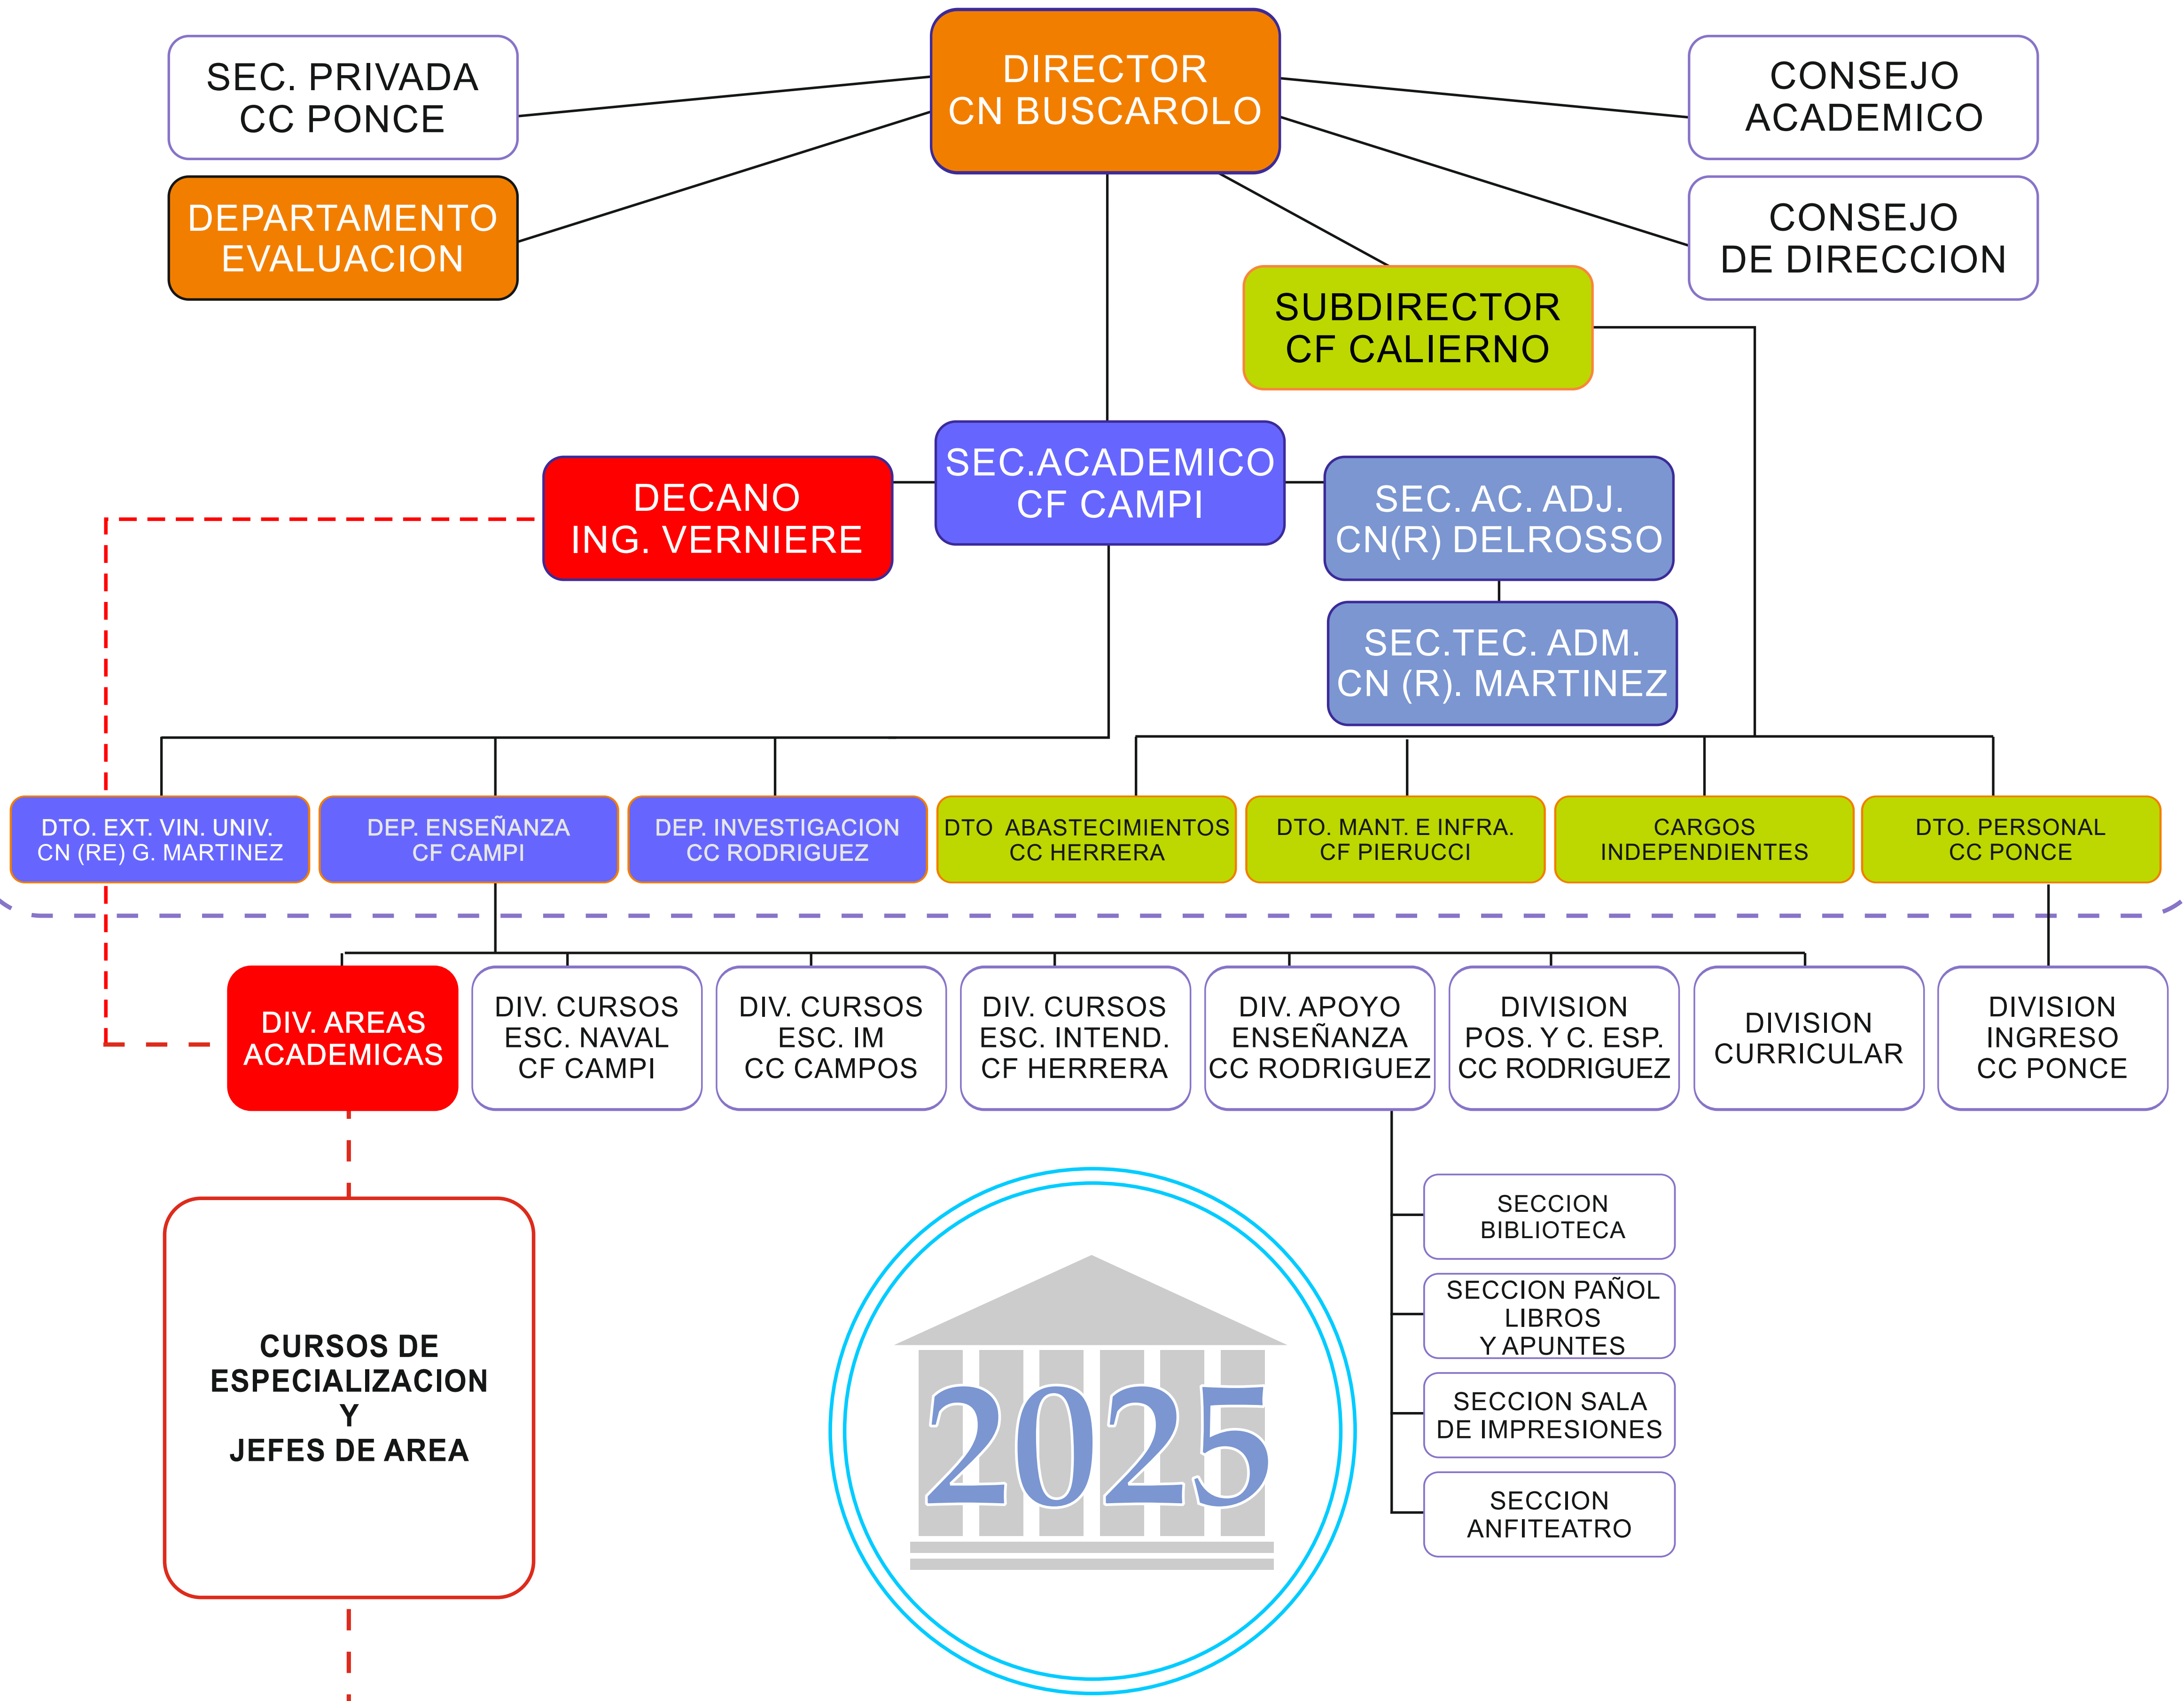 SEC. PRIVADA
CC PONCE
DIRECTOR
CN BUSCAROLO
CONSEJO
ACADEMICO
DEPARTAMENTO
EVALUACION
CONSEJO
DE DIRECCION
SUBDIRECTOR
CF CALIERNO
DECANO
ING. VERNIERE
SEC.ACADEMICO
CF CAMPI
SEC. AC. ADJ.
CN(R) DELROSSO
SEC.TEC. ADM.
CN (R). MARTINEZ
DTO. EXT. VIN. UNIV.
CN (RE) G. MARTINEZ
DEP. ENSEÑANZA
CF CAMPI
DEP. INVESTIGACION
CC RODRIGUEZ
DTO ABASTECIMIENTOS
CC HERRERA
DTO. MANT. E INFRA.
CF PIERUCCI
CARGOS
INDEPENDIENTES
DTO. PERSONAL
CC PONCE
DIV. AREAS
ACADEMICAS
DIV. CURSOS
ESC. NAVAL
CF CAMPI
DIV. CURSOS
ESC. IM
CC CAMPOS
DIV. CURSOS
ESC. INTEND.
CF HERRERA
DIV. APOYO
ENSEÑANZA
CC RODRIGUEZ
DIVISION
POS. Y C. ESP.
CC RODRIGUEZ
DIVISION
CURRICULAR
DIVISION
INGRESO
CC PONCE
SECCION
BIBLIOTECA
SECCION PAÑOL
LIBROS
Y APUNTES
SECCION SALA
DE IMPRESIONES
SECCION
ANFITEATRO
CURSOS DE
ESPECIALIZACION
Y
JEFES DE AREA
2025